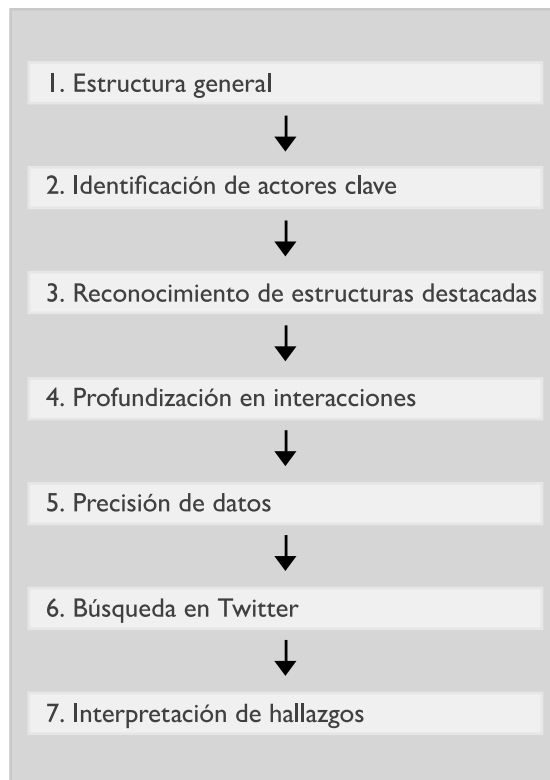 1. Estructura general
2. Identificación de actores clave
3. Reconocimiento de estructuras destacadas
4. Profundización en interacciones
5. Precisión de datos
6. Búsqueda en Twitter
7. Interpretación de hallazgos